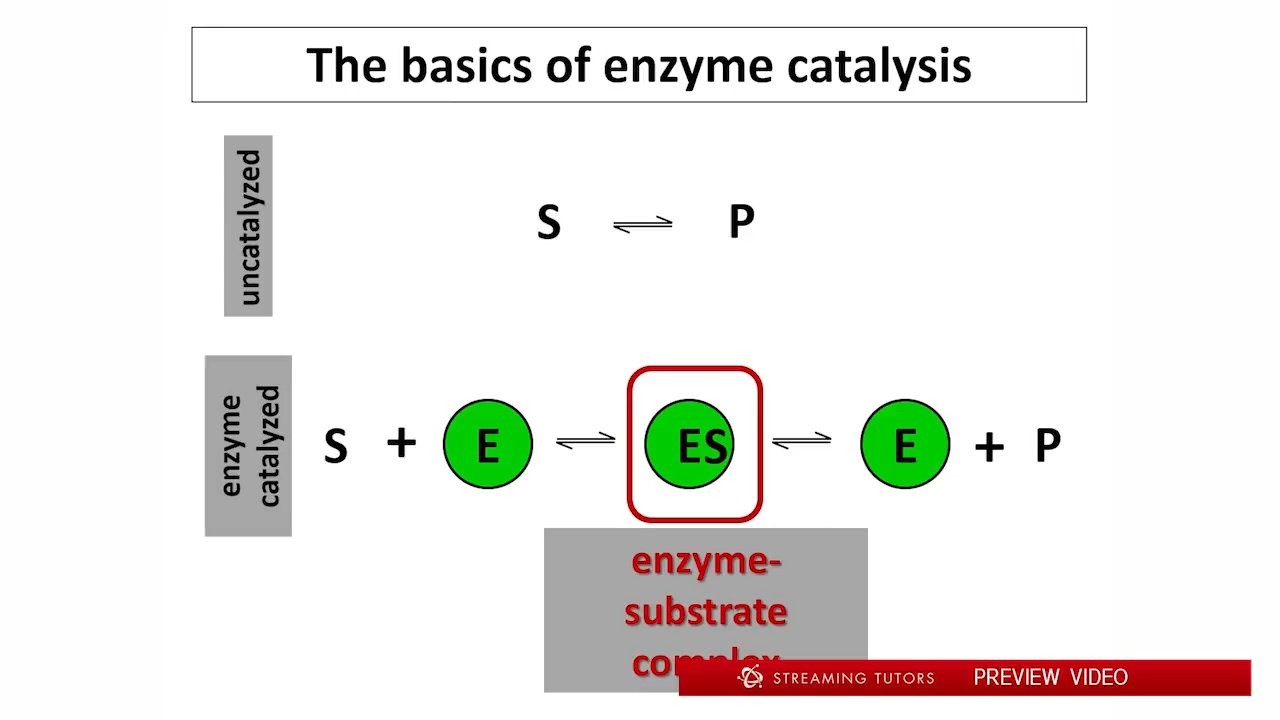 The basics of enzyme catalysis
uncatalyzed
S ⇌ P
enzyme
catalyzed
S + E ⇌ ES ⇌ E + P
enzyme-
substrate
complex
STREAMING TUTORS PREVIEW VIDEO